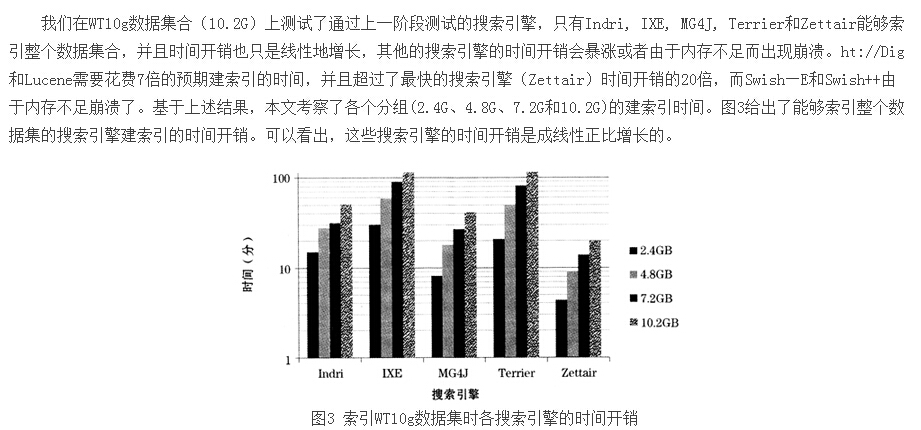 我们在WT10g数据集合（10.2G）上测试了通过上一阶段测试的搜索引擎，只有Indri, IXE, MG4J, Terrier和Zettair能够索
引整个数据集合，并且时间开销也只是线性地增长，其他的搜索引擎的时间开销会暴涨或者由于内存不足而出现崩溃。ht://Dig
和Lucene需要花费7倍的预期建索引的时间，并且超过了最快的搜索引擎（Zettair）时间开销的20倍，而Swish—E和Swish++由
于内存不足崩溃了。基于上述结果，本文考察了各个分组(2.4G、4.8G、7.2G和10.2G)的建索引时间。图3给出了能够索引整个数
据集的搜索引擎建索引的时间开销。可以看出，这些搜索引擎的时间开销是成线性正比增长的。
100
10
1
时间（分）
Indri IXE MG4J Terrier Zettair
搜索引擎
2.4GB
4.8GB
7.2GB
10.2GB
图3 索引WT10g数据集时各搜索引擎的时间开销